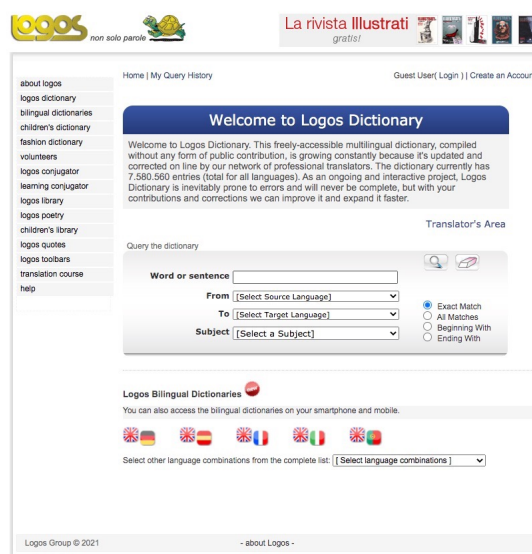 LOGOS non solo parole
La rivista Illustrati
gratis!
Home | My Query History
Guest User( Login ) | Create an Accour
about logos
logos dictionary
bilingual dictionaries
children's dictionary
fashion dictionary
volunteers
logos conjugator
learning conjugator
logos library
logos poetry
children's library
logos quotes
logos toolbars
translation course
help
Welcome to Logos Dictionary
Welcome to Logos Dictionary. This freely-accessible multilingual dictionary, compiled
without any form of public contribution, is growing constantly because it's updated and
corrected on line by our network of professional translators. The dictionary currently has
7.580.560 entries (total for all languages). As an ongoing and interactive project, Logos
Dictionary is inevitably prone to errors and will never be complete, but with your
contributions and corrections we can improve it and expand it faster.
Translator's Area
Query the dictionary
Word or sentence
From [Select Source Language]
To [Select Target Language]
Subject [Select a Subject]
Exact Match
All Matches
Beginning With
Ending With
Logos Bilingual Dictionaries new
You can also access the bilingual dictionaries on your smartphone and mobile.
Select other language combinations from the complete list: [ Select language combinations ]
Logos Group © 2021
- about Logos -